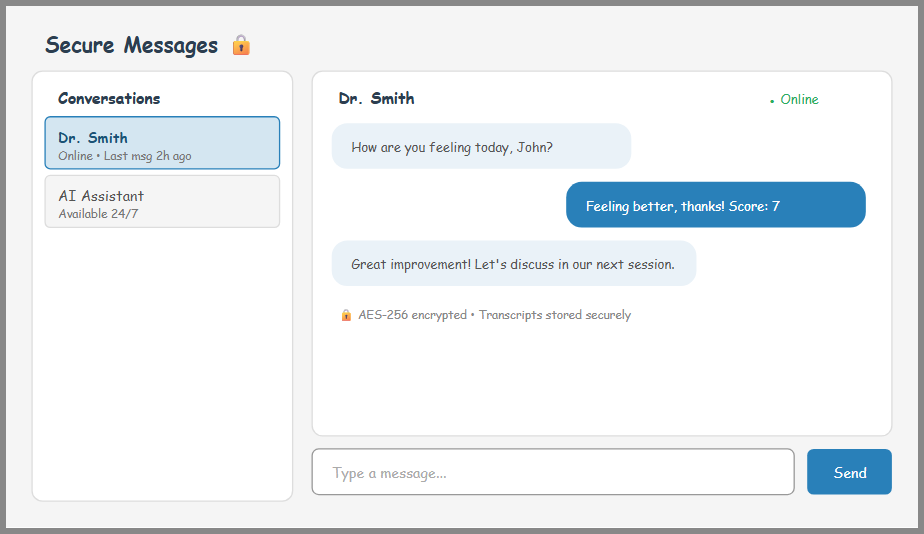 Secure Messages 🔒
Conversations
Dr. Smith
Online • Last msg 2h ago
AI Assistant
Available 24/7
Dr. Smith
• Online
How are you feeling today, John?
Feeling better, thanks! Score: 7
Great improvement! Let's discuss in our next session.
🔒 AES-256 encrypted • Transcripts stored securely
Type a message...
Send